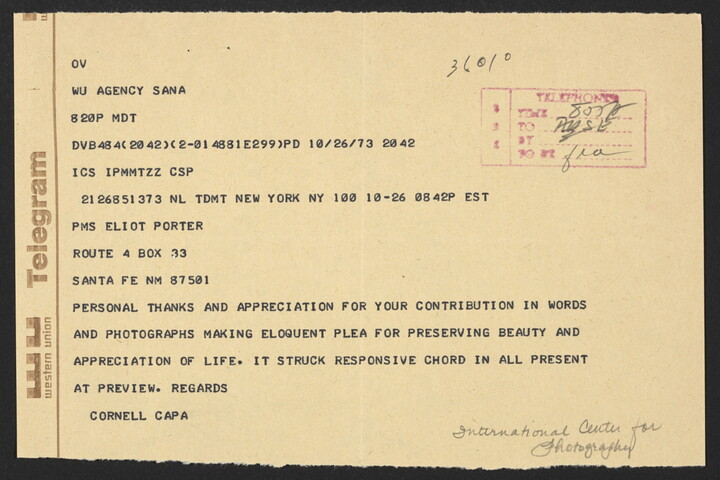 OV
WU AGENCY SANA
820P MDT
DVB484(2042)(2-014881E299)PD 10/26/73 2042
ICS IPMMTZZ CSP
2126851373 NL TDMT NEW YORK NY 100 10-26 0842P EST
PMS ELIOT PORTER
ROUTE 4 BOX 33
SANTA FE NM 87501
PERSONAL THANKS AND APPRECIATION FOR YOUR CONTRIBUTION IN WORDS
AND PHOTOGRAPHS MAKING ELOQUENT PLEA FOR PRESERVING BEAUTY AND
APPRECIATION OF LIFE. IT STRUCK RESPONSIVE CHORD IN ALL PRESENT
AT PREVIEW. REGARDS
CORNELL CAPA
International Center for
Photography
TELEPHONED
TIME
TO
BY
western union
Telegram